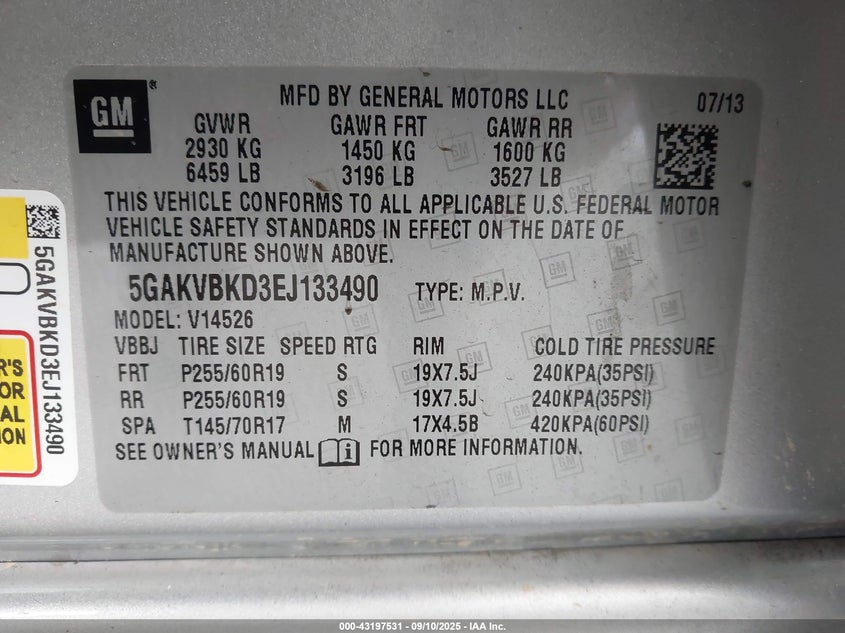 GM
MFD BY GENERAL MOTORS LLC 07/13
GVWR GAWR FRT GAWR RR
2930 KG 1450 KG 1600 KG
6459 LB 3196 LB 3527 LB
THIS VEHICLE CONFORMS TO ALL APPLICABLE U.S. FEDERAL MOTOR
VEHICLE SAFETY STANDARDS IN EFFECT ON THE DATE OF
MANUFACTURE SHOWN ABOVE.
5GAKVBKD3EJ133490 TYPE: M.P.V.
MODEL: V14526
VBBJ TIRE SIZE SPEED RTG RIM COLD TIRE PRESSURE
FRT P255/60R19 S 19X7.5J 240KPA(35PSI)
RR P255/60R19 S 19X7.5J 240KPA(35PSI)
SPA T145/70R17 M 17X4.5B 420KPA(60PSI)
SEE OWNER'S MANUAL FOR MORE INFORMATION.
5GAKVBKD3EJ133490
000-43197531 - 09/10/2025 - IAA Inc.